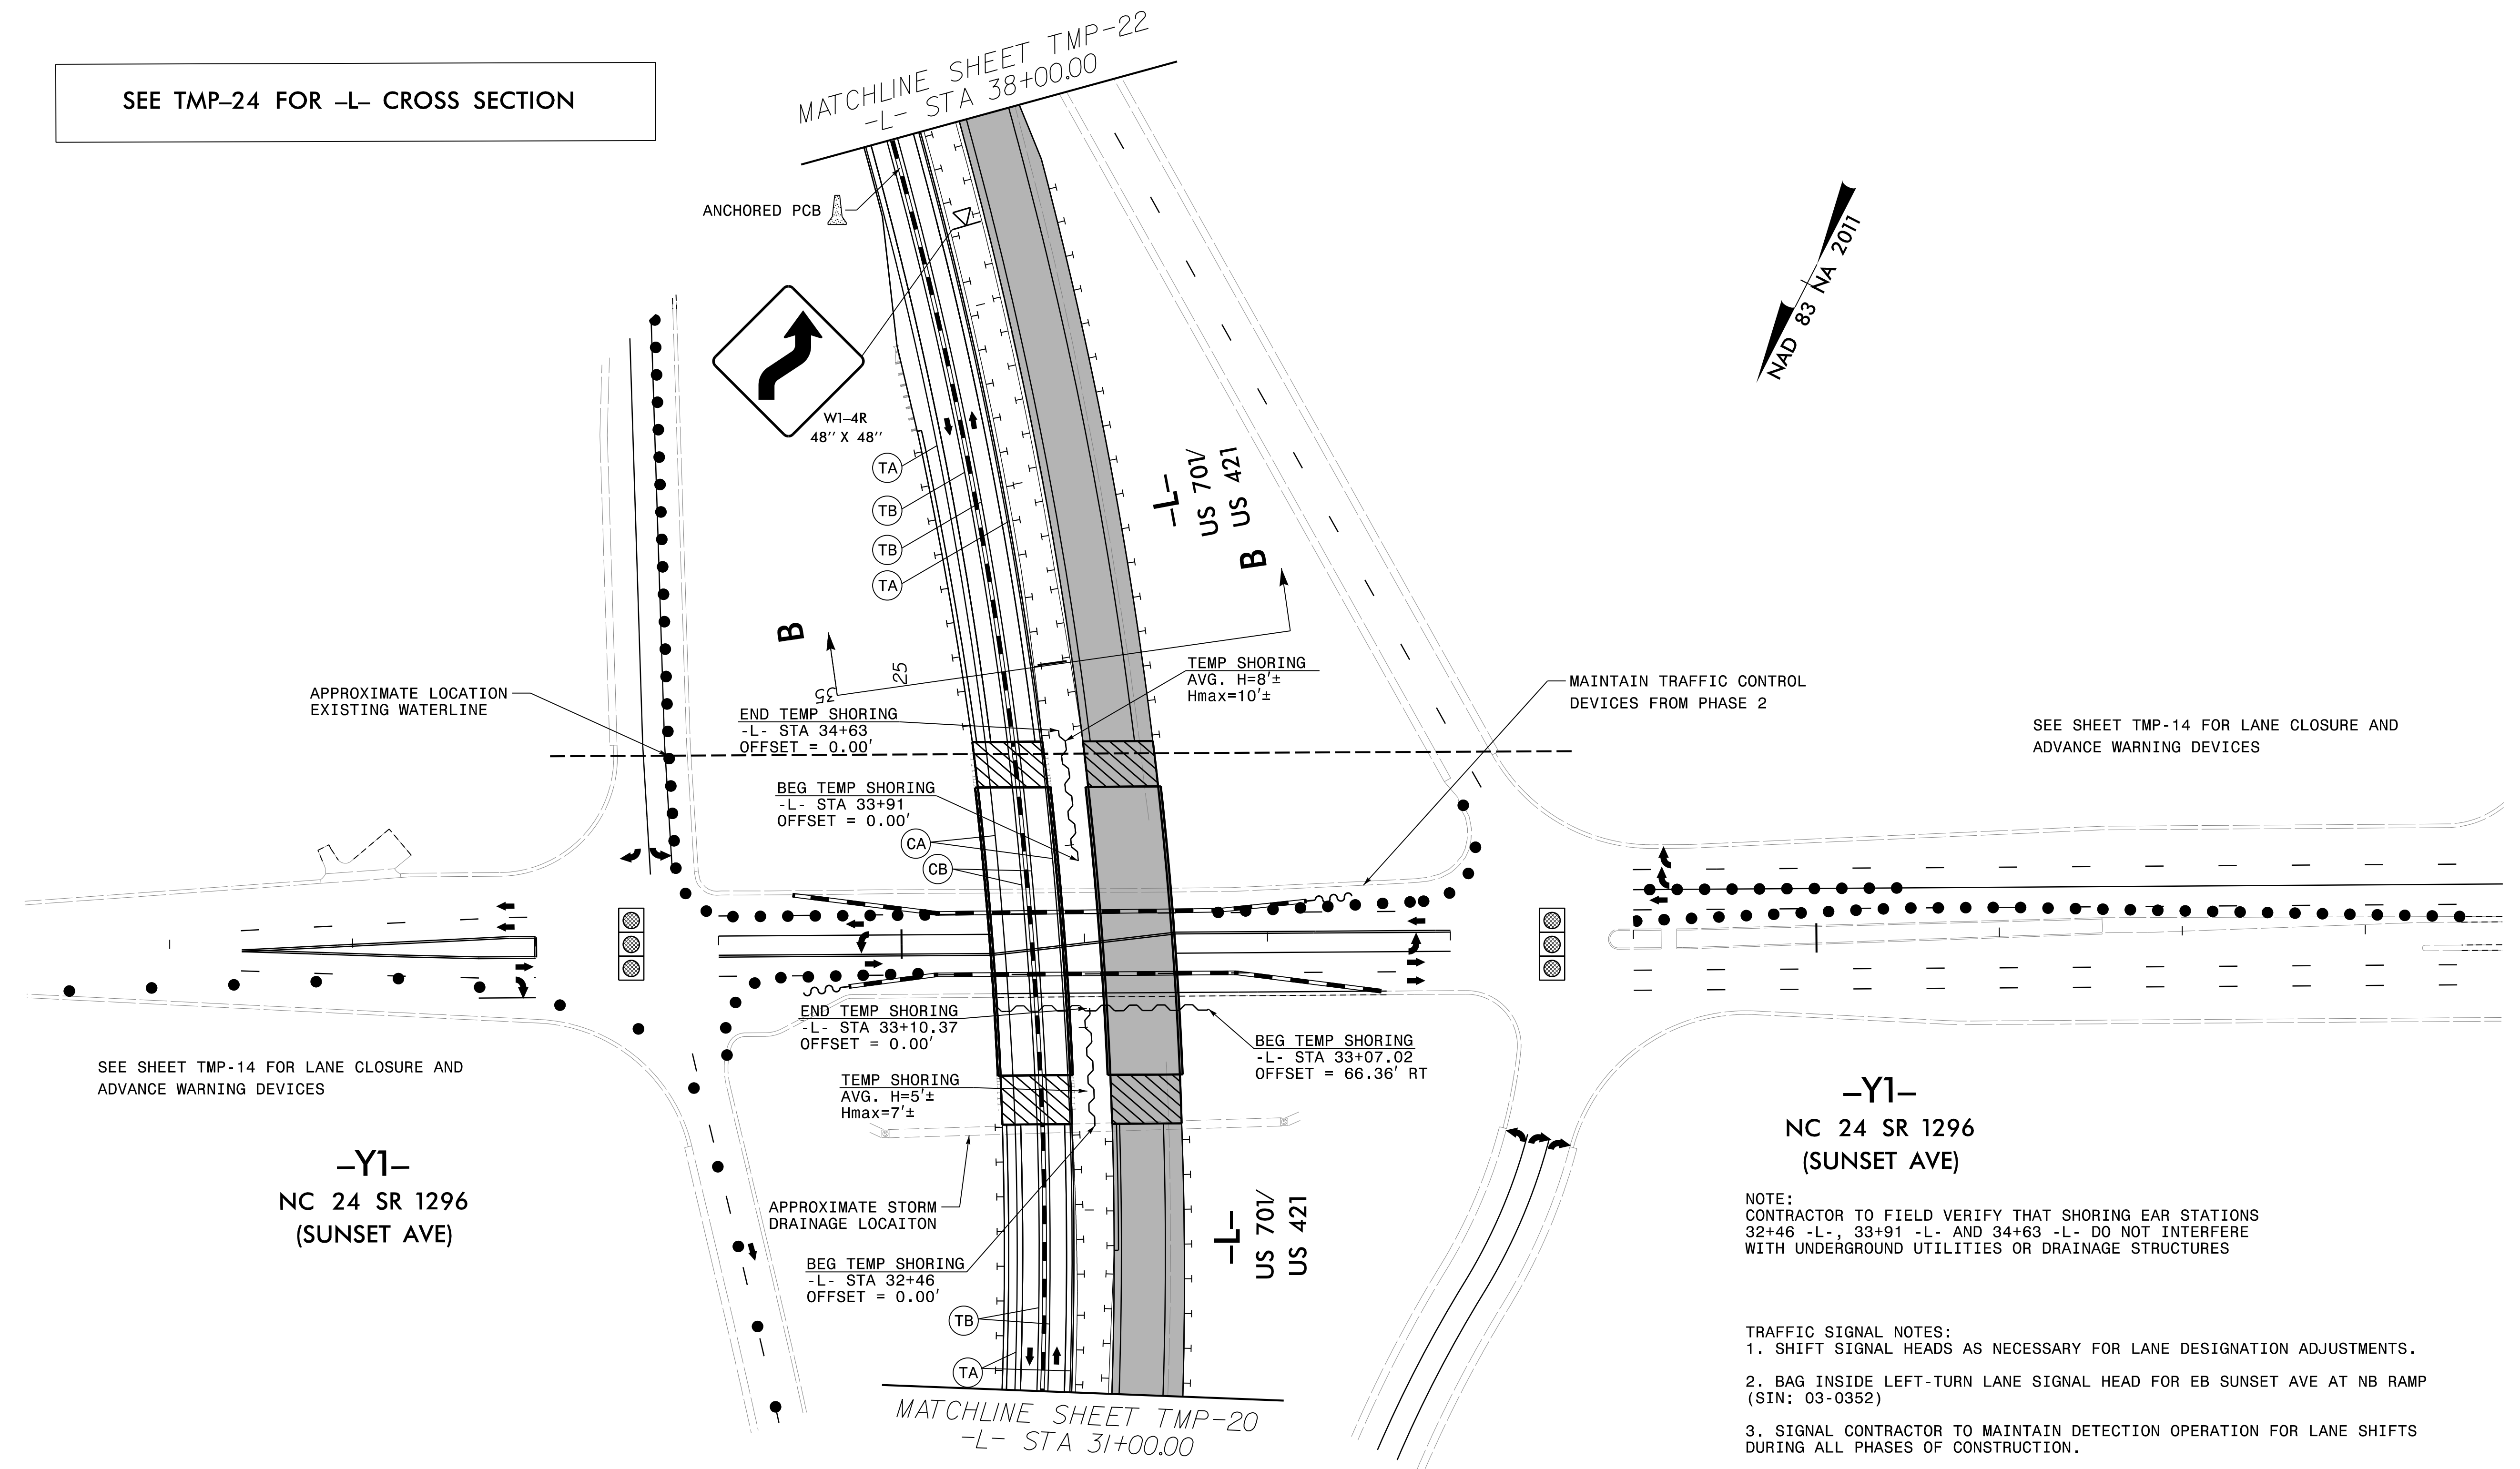 MATCHLINE SHEET TMP-22
-L- STA 38+00.00
SEE TMP–24 FOR –L– CROSS SECTION
ANCHORED PCB
NAD 83 NA 2011
W1–4R
48'' X 48''
TA
TB
TB
TA
–L–
US 701/
US 421
B
B
25
35
TEMP SHORING
AVG. H=8'±
Hmax=10'±
APPROXIMATE LOCATION
EXISTING WATERLINE
MAINTAIN TRAFFIC CONTROL
DEVICES FROM PHASE 2
END TEMP SHORING
-L- STA 34+63
OFFSET = 0.00'
SEE SHEET TMP-14 FOR LANE CLOSURE AND
ADVANCE WARNING DEVICES
BEG TEMP SHORING
-L- STA 33+91
OFFSET = 0.00'
CA
CB
END TEMP SHORING
-L- STA 33+10.37
OFFSET = 0.00'
BEG TEMP SHORING
-L- STA 33+07.02
OFFSET = 66.36' RT
SEE SHEET TMP-14 FOR LANE CLOSURE AND
ADVANCE WARNING DEVICES
TEMP SHORING
AVG. H=5'±
Hmax=7'±
–Y1–
NC 24 SR 1296
(SUNSET AVE)
–Y1–
NC 24 SR 1296
(SUNSET AVE)
APPROXIMATE STORM
DRAINAGE LOCAITON
–L–
US 701/
US 421
BEG TEMP SHORING
-L- STA 32+46
OFFSET = 0.00'
TB
TA
NOTE:
CONTRACTOR TO FIELD VERIFY THAT SHORING EAR STATIONS
32+46 -L-, 33+91 -L- AND 34+63 -L- DO NOT INTERFERE
WITH UNDERGROUND UTILITIES OR DRAINAGE STRUCTURES
TRAFFIC SIGNAL NOTES:
1. SHIFT SIGNAL HEADS AS NECESSARY FOR LANE DESIGNATION ADJUSTMENTS.
2. BAG INSIDE LEFT-TURN LANE SIGNAL HEAD FOR EB SUNSET AVE AT NB RAMP
(SIN: 03-0352)
3. SIGNAL CONTRACTOR TO MAINTAIN DETECTION OPERATION FOR LANE SHIFTS
DURING ALL PHASES OF CONSTRUCTION.
MATCHLINE SHEET TMP-20
-L- STA 31+00.00